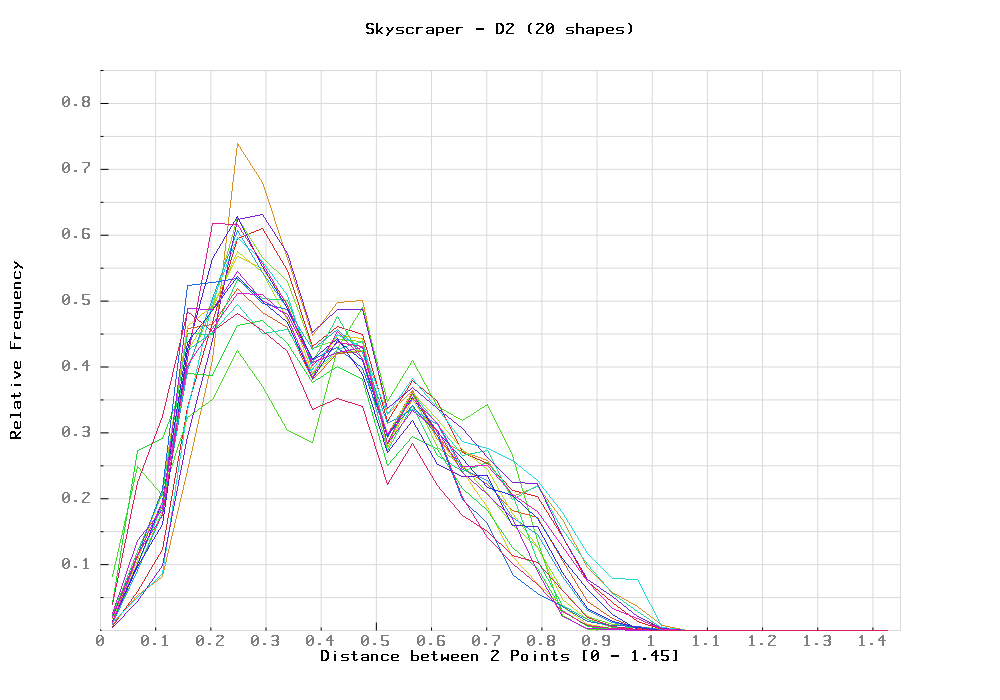 Skyscraper - D2 (20 shapes)
0.8
0.7
0.6
0.5
0.4
0.3
0.2
0.1
Relative Frequency
0 0.1 0.2 0.3 0.4 0.5 0.6 0.7 0.8 0.9 1 1.1 1.2 1.3 1.4
Distance between 2 Points [0 - 1.45]